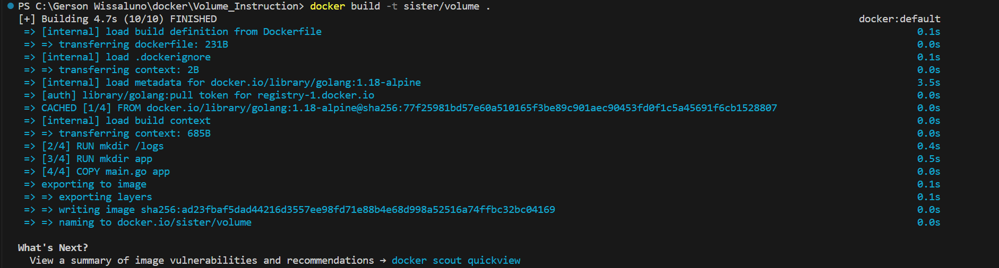 PS C:\Gerson Wissaluno\docker\Volume_Instruction> docker build -t sister/volume .
[+] Building 4.7s (10/10) FINISHED docker:default
=> [internal] load build definition from Dockerfile 0.1s
=> => transferring dockerfile: 231B 0.0s
=> [internal] load .dockerignore 0.1s
=> => transferring context: 2B 0.0s
=> [internal] load metadata for docker.io/library/golang:1.18-alpine 3.5s
=> [auth] library/golang:pull token for registry-1.docker.io 0.0s
=> CACHED [1/4] FROM docker.io/library/golang:1.18-alpine@sha256:77f25981bd57e60a510165f3be89c901aec90453fd0f1c5a45691f6cb1528807 0.0s
=> [internal] load build context 0.0s
=> => transferring context: 685B 0.0s
=> [2/4] RUN mkdir /logs 0.4s
=> [3/4] RUN mkdir app 0.5s
=> [4/4] COPY main.go app 0.0s
=> exporting to image 0.1s
=> => exporting layers 0.1s
=> => writing image sha256:ad23fbaf5dad44216d3557ee98fd71e88b4e68d998a52516a74ffbc32bc04169 0.0s
=> => naming to docker.io/sister/volume 0.0s
What's Next?
View a summary of image vulnerabilities and recommendations → docker scout quickview